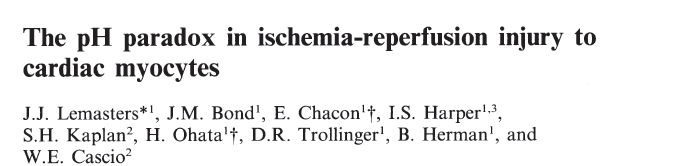 The pH paradox in ischemia-reperfusion injury to
cardiac myocytes
J.J. Lemasters*¹, J.M. Bond¹, E. Chacon¹†, I.S. Harper¹,³,
S.H. Kaplan², H. Ohata¹†, D.R. Trollinger¹, B. Herman¹, and
W.E. Cascio²